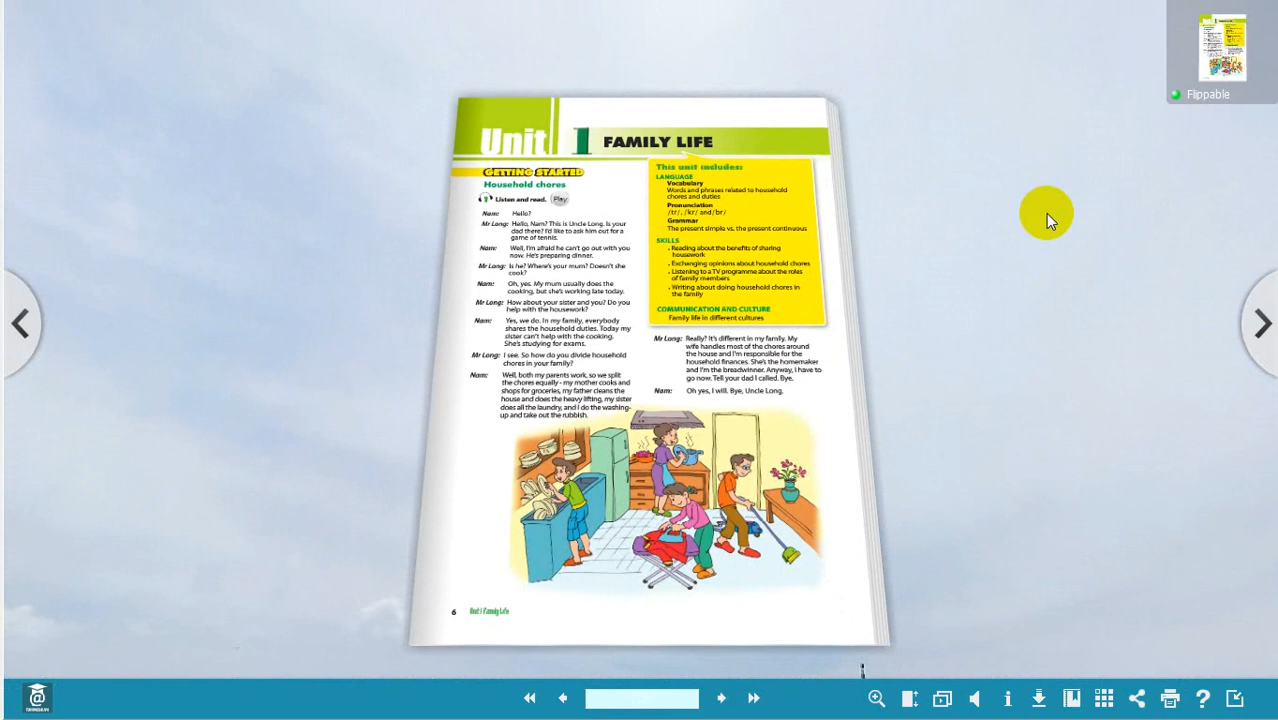 Flippable
Unit 1 FAMILY LIFE
GETTING STARTED
Household chores
Listen and read. Play
Nam: Hello?
Mr Long: Hello, Nam? This is Uncle Long. Is your
dad there? I'd like to ask him out for a
game of tennis.
Nam: Well, I'm afraid he can't go out with you
now. He's preparing dinner.
Mr Long: Is he? Where's your mum? Doesn't she
cook?
Nam: Oh, yes. My mum usually does the
cooking, but she's working late today.
Mr Long: How about your sister and you? Do you
help with the housework?
Nam: Yes, we do. In my family, everybody
shares the household duties. Today my
sister can't help with the cooking.
She's studying for exams.
Mr Long: I see. So how do you divide household
chores in your family?
Nam: Well, both my parents work, so we split
the chores equally - my mother cooks and
shops for groceries, my father cleans the
house and does the heavy lifting, my sister
does all the laundry, and I do the washing-
up and take out the rubbish.
This unit includes:
LANGUAGE
Vocabulary
Words and phrases related to household
chores and duties
Pronunciation
/tr/, /kr/ and /br/
Grammar
The present simple vs. the present continuous
SKILLS
• Reading about the benefits of sharing
housework
• Exchanging opinions about household chores
• Listening to a TV programme about the roles
of family members
• Writing about doing household chores in
the family
COMMUNICATION AND CULTURE
Family life in different cultures
Mr Long: Really? It's different in my family. My
wife handles most of the chores around
the house and I'm responsible for the
household finances. She's the homemaker
and I'm the breadwinner. Anyway, I have to
go now. Tell your dad I called. Bye.
Nam: Oh yes, I will. Bye, Uncle Long.
6 Unit 1 Family Life